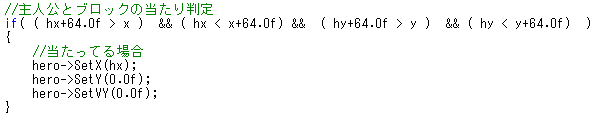 //主人公とブロックの当たり判定
if( ( hx+64.0f > x )  && ( hx < x+64.0f) &&  ( hy+64.0f > y )  && ( hy < y+64.0f)  )
{
    //当たってる場合
    hero->SetX(hx);
    hero->SetY(0.0f);
    hero->SetVY(0.0f);
}